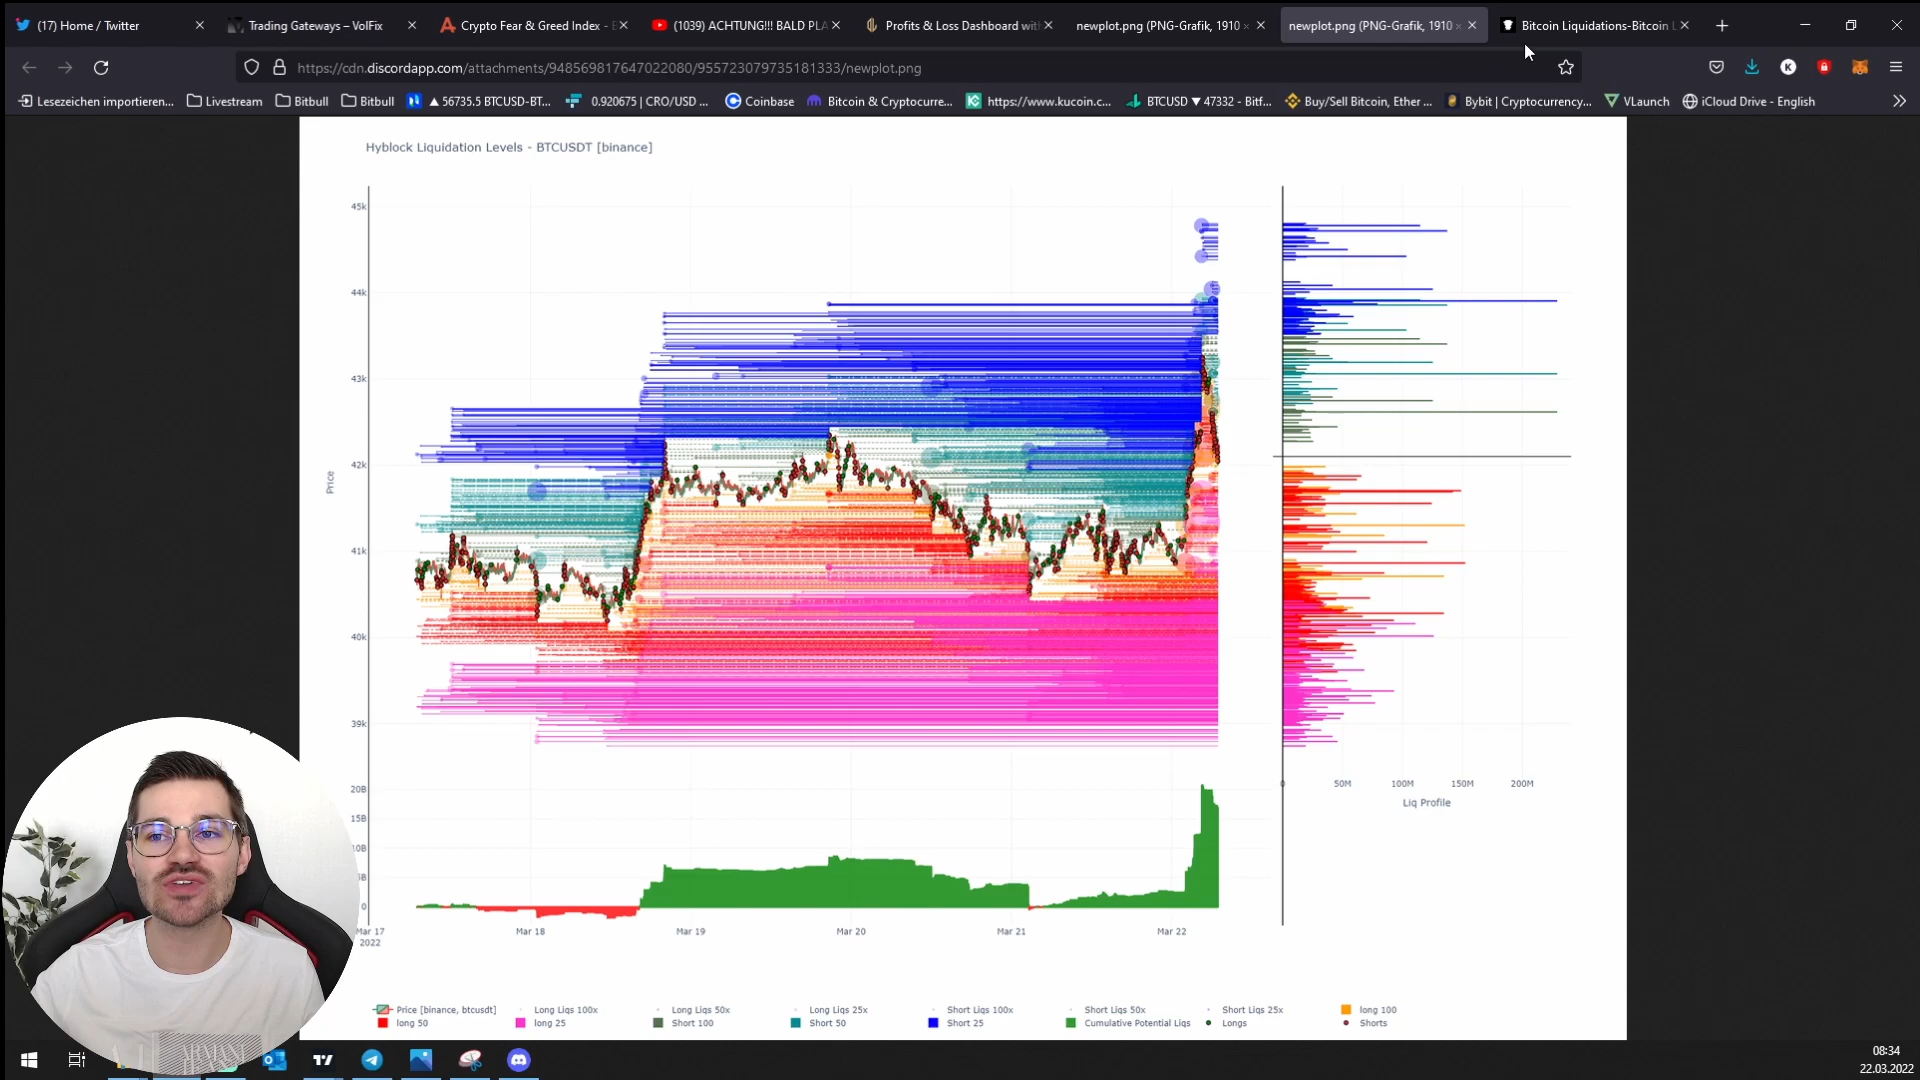 (17) Home / Twitter
Trading Gateways — VolFix
Crypto Fear & Greed Index -
(1039) ACHTUNG!!! BALD PLA
Profits & Loss Dashboard wit
newplot.png (PNG-Grafik, 1910 ×
newplot.png (PNG-Grafik, 1910 ×
Bitcoin Liquidations-Bitcoin L
https://cdn.discordapp.com/attachments/948569817647022080/955723079735181333/newplot.png
Lesezeichen importieren...
Livestream
Bitbull
Bitbull
▲ 56735.5 BTCUSD-BT...
0.920675 | CRO/USD ...
Coinbase
Bitcoin & Cryptocurre...
https://www.kucoin.c...
BTCUSD ▼ 47332 - Bitf...
Buy/Sell Bitcoin, Ether ...
Bybit | Cryptocurrency...
VLaunch
iCloud Drive - English
Hyblock Liquidation Levels - BTCUSDT [binance]
45k
44k
43k
42k
41k
40k
39k
Price
20B
15B
0
Mar 17
2022
Mar 18
Mar 19
Mar 20
Mar 21
Mar 22
0
50M
100M
150M
200M
Liq Profile
Price [binance, btcusdt]
Long Liqs 100x
Long Liqs 50x
Long Liqs 25x
Short Liqs 100x
Short Liqs 50x
Short Liqs 25x
long 100
long 50
long 25
Short 100
Short 50
Short 25
Cumulative Potential Liqs
Longs
Shorts
ARMANI
08:34
22.03.2022